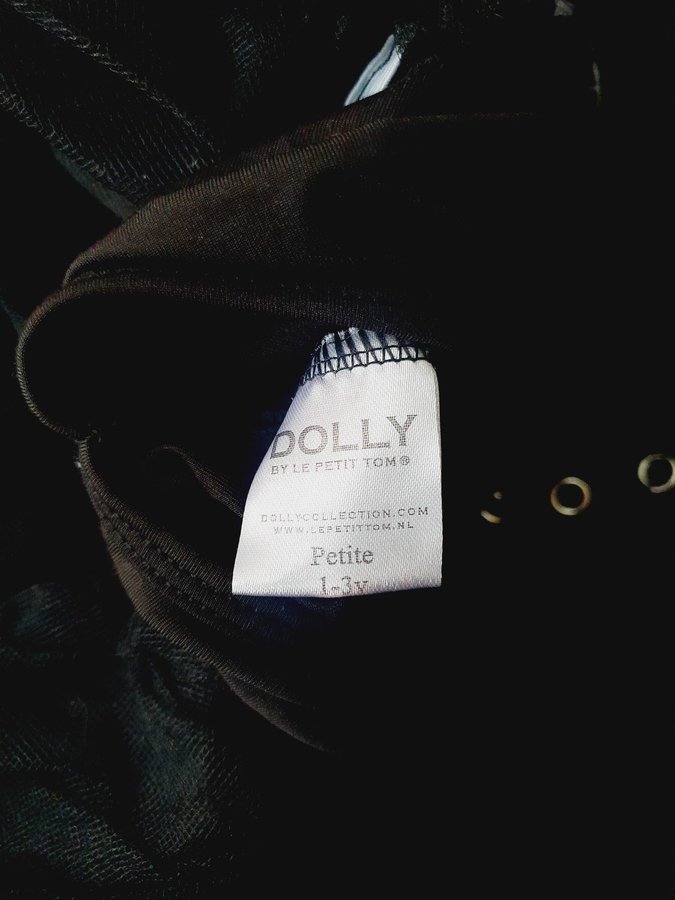 DOLLY
BY LE PETIT TOM®
DOLLYCOLLECTION.COM
WWW.LEPETITTOM.NL
Petite
1-3y